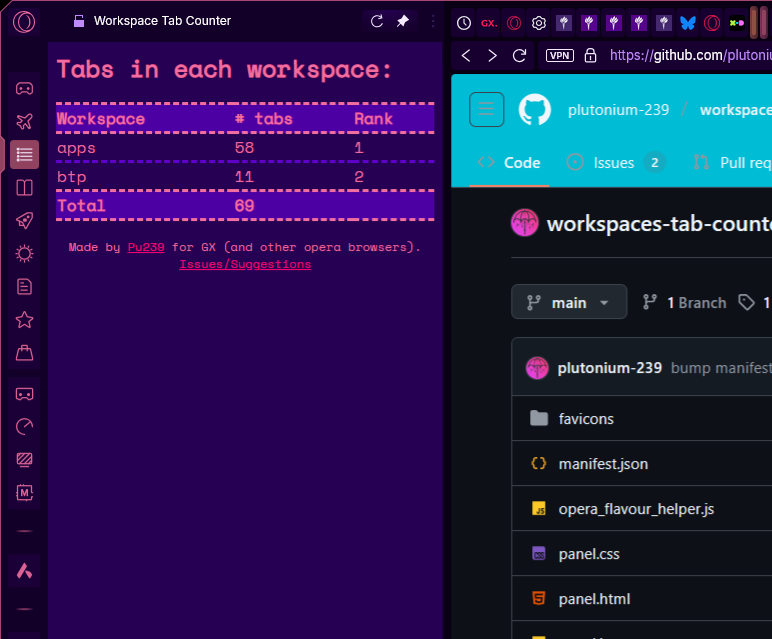 Workspace Tab Counter
Tabs in each workspace:
Workspace # tabs Rank
apps 58 1
btp 11 2
Total 69
Made by Pu239 for GX (and other opera browsers).
Issues/Suggestions
GX.
VPN https://github.com/plutoniu
plutonium-239 / workspace
Code Issues 2 Pull req
workspaces-tab-counte
main 1 Branch 1
plutonium-239 bump manifest
favicons
manifest.json
JS opera_flavour_helper.js
panel.css
panel.html
M